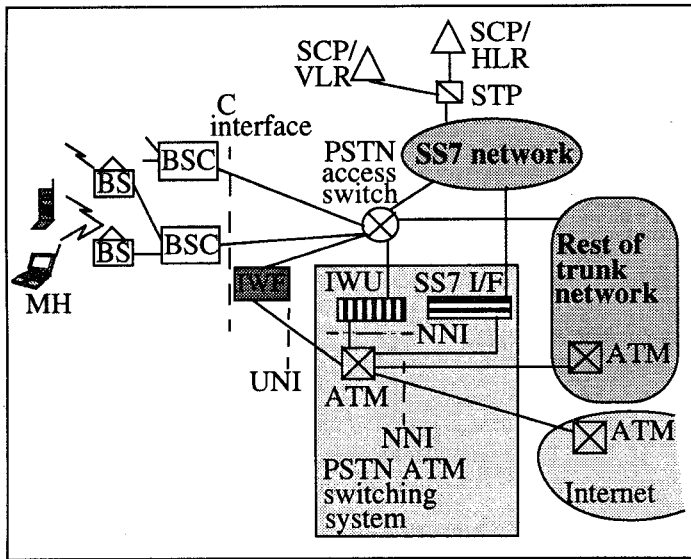 SCP/
VLR
SCP/
HLR
STP
C
interface
PSTN
access
switch
SS7 network
BSC
BS
BSC
BS
MH
IWF
IWU
SS7 I/F
Rest of
trunk
network
NNI
UNI
ATM
ATM
NNI
ATM
PSTN ATM
switching
system
Internet